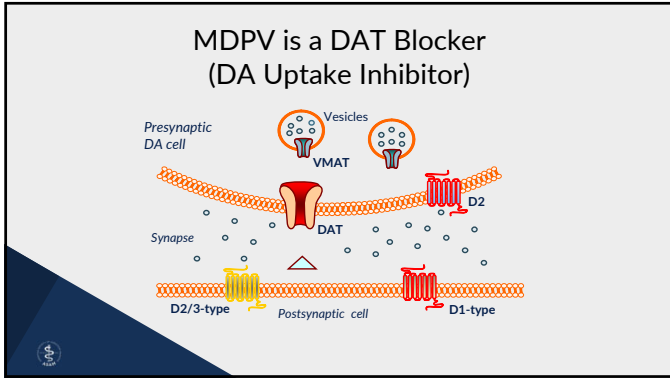 MDPV is a DAT Blocker
(DA Uptake Inhibitor)
Vesicles
Presynaptic
DA cell
VMAT
D2
DAT
Synapse
D2/3-type
Postsynaptic cell
D1-type
ASAM